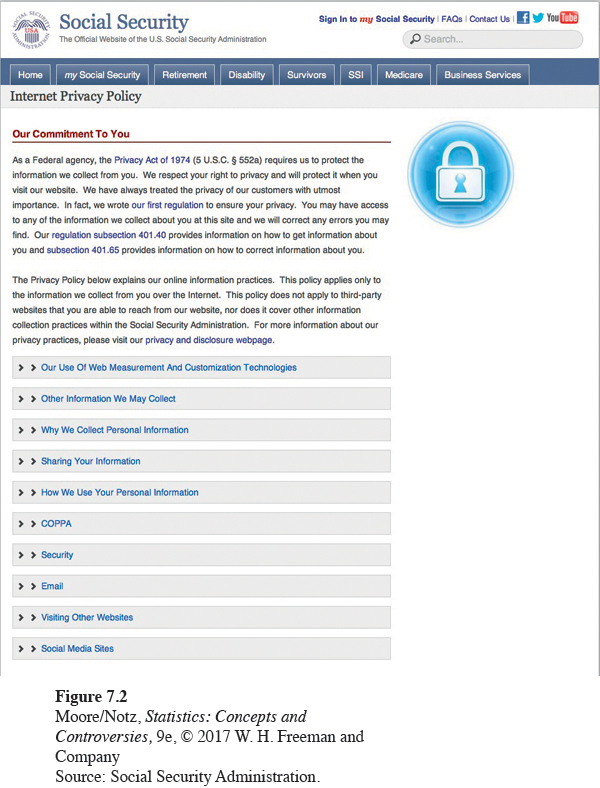 SOCIAL SECURITY
USA
ADMINISTRATION
Social Security
The Official Website of the U.S. Social Security Administration
Sign In to my Social Security | FAQs | Contact Us |
You Tube
Search...
Home
my Social Security
Retirement
Disability
Survivors
SSI
Medicare
Business Services
Internet Privacy Policy
Our Commitment To You
As a Federal agency, the Privacy Act of 1974 (5 U.S.C. § 552a) requires us to protect the
information we collect from you. We respect your right to privacy and will protect it when you
visit our website. We have always treated the privacy of our customers with utmost
importance. In fact, we wrote our first regulation to ensure your privacy. You may have access
to any of the information we collect about you at this site and we will correct any errors you may
find. Our regulation subsection 401.40 provides information on how to get information about
you and subsection 401.65 provides information on how to correct information about you.
The Privacy Policy below explains our online information practices. This policy applies only to
the information we collect from you over the Internet. This policy does not apply to third-party
websites that you are able to reach from our website, nor does it cover other information
collection practices within the Social Security Administration. For more information about our
privacy practices, please visit our privacy and disclosure webpage.
Our Use Of Web Measurement And Customization Technologies
Other Information We May Collect
Why We Collect Personal Information
Sharing Your Information
How We Use Your Personal Information
COPPA
Security
Email
Visiting Other Websites
Social Media Sites
Figure 7.2
Moore/Notz, Statistics: Concepts and
Controversies, 9e, © 2017 W. H. Freeman and
Company
Source: Social Security Administration.